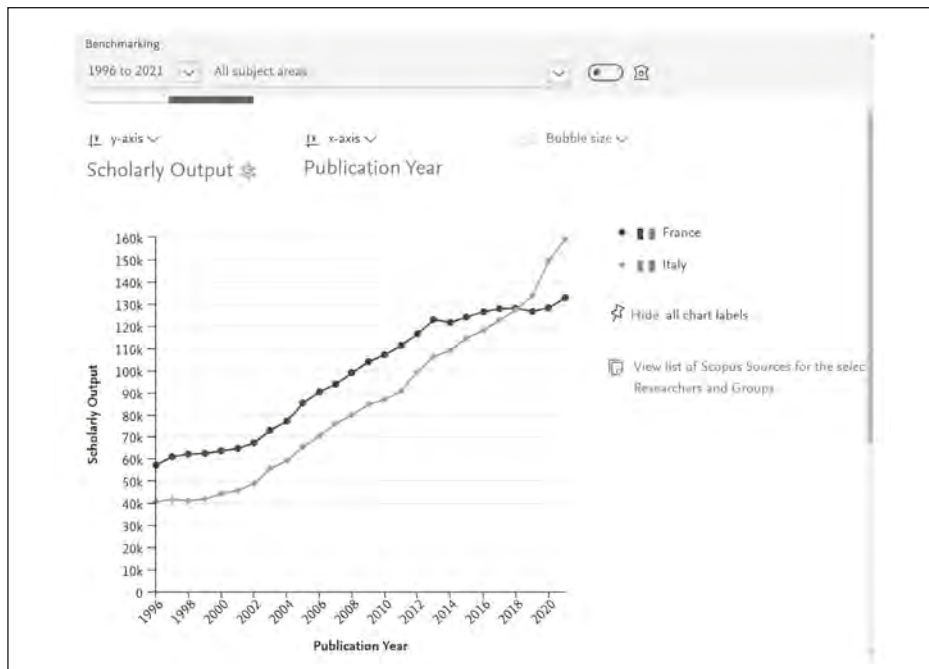 Benchmarking
1996 to 2021 All subject areas
y-axis x-axis Bubble size
Scholarly Output Publication Year
160k
150k
140k
130k
120k
110k
100k
90k
80k
70k
60k
50k
40k
30k
20k
10k
0
Scholarly Output
1996 1998 2000 2002 2004 2006 2008 2010 2012 2014 2016 2018 2020
Publication Year
France
Italy
Hide all chart labels
View list of Scopus Sources for the selec
Researchers and Groups